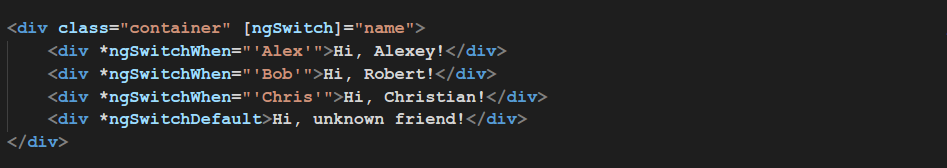 <div class="container" [ngSwitch]="name">
    <div *ngSwitchWhen="'Alex'">Hi, Alexey!</div>
    <div *ngSwitchWhen="'Bob'">Hi, Robert!</div>
    <div *ngSwitchWhen="'Chris'">Hi, Christian!</div>
    <div *ngSwitchDefault>Hi, unknown friend!</div>
</div>